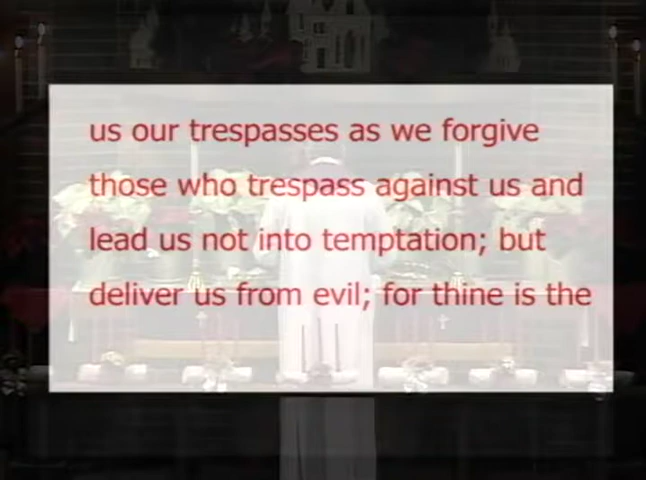 us our trespasses as we forgive
those who trespass against us and
lead us not into temptation; but
deliver us from evil; for thine is the